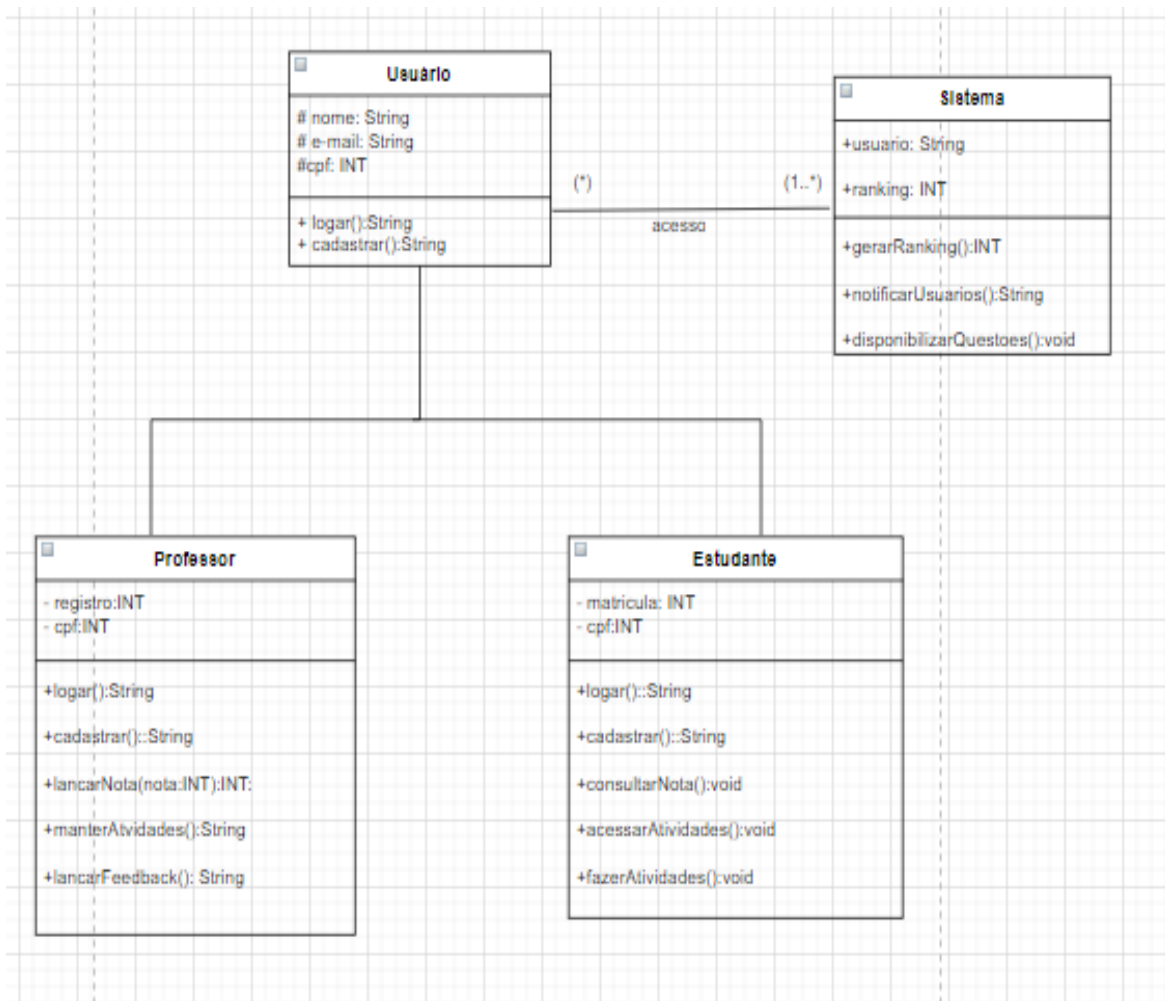 Usuário
# nome: String
# e-mail: String
#cpf: INT
+ logar():String
+ cadastrar():String
(*)
(1..*)
acesso
Sistema
+usuario: String
+ranking: INT
+gerarRanking():INT
+notificarUsuarios():String
+disponibilizarQuestoes():void
Professor
- registro:INT
- cpf:INT
+logar():String
+cadastrar()::String
+lancarNota(nota:INT):INT:
+manterAtvidades():String
+lancarFeedback(): String
Estudante
- matricula: INT
- cpf:INT
+logar()::String
+cadastrar()::String
+consultarNota():void
+acessarAtividades():void
+fazerAtividades():void